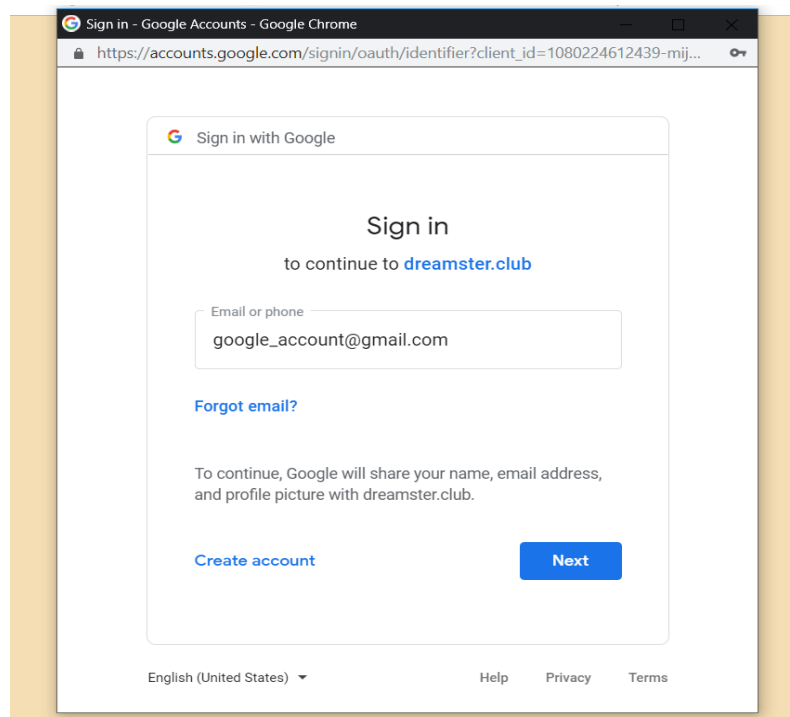 Sign in - Google Accounts - Google Chrome
https://accounts.google.com/signin/oauth/identifier?client_id=1080224612439-mij...
Sign in with Google
Sign in
to continue to dreamster.club
Email or phone
google_account@gmail.com
Forgot email?
To continue, Google will share your name, email address,
and profile picture with dreamster.club.
Create account Next
English (United States) Help Privacy Terms